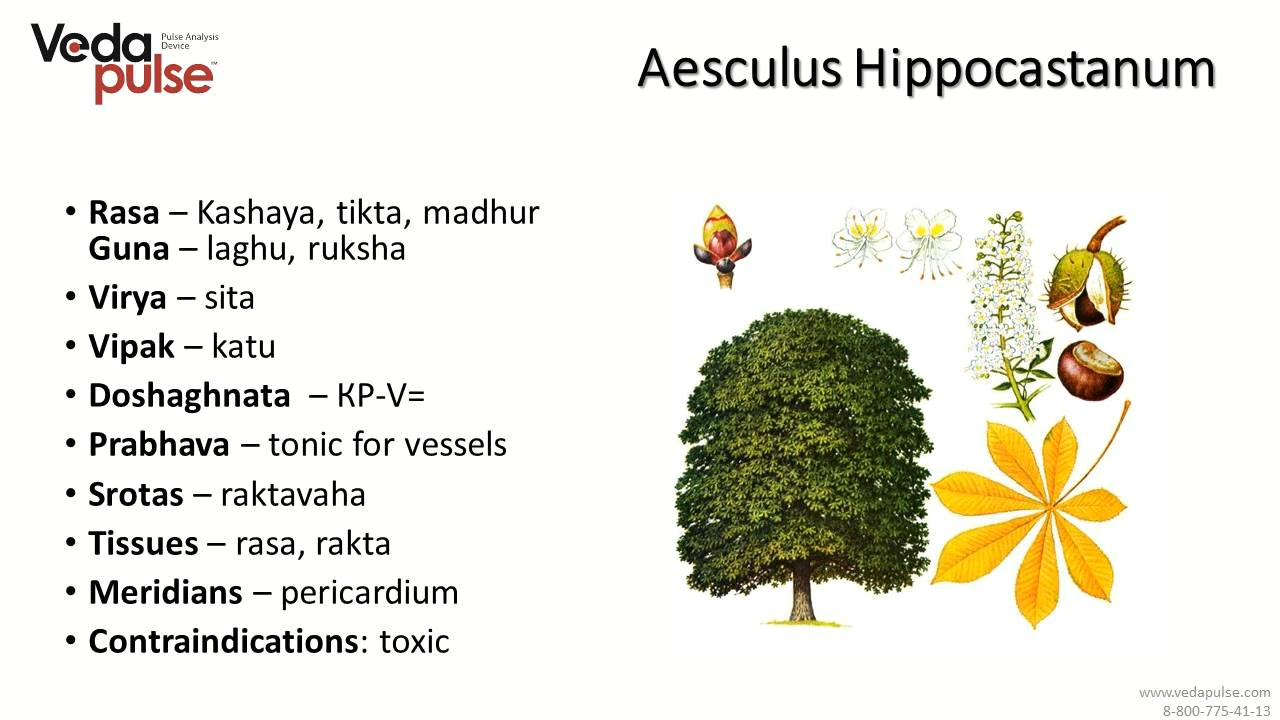 Veda pulse™
Pulse Analysis
Device
Aesculus Hippocastanum
• Rasa – Kashaya, tikta, madhur
Guna – laghu, ruksha
• Virya – sita
• Vipak – katu
• Doshaghnata – КР-V=
• Prabhava – tonic for vessels
• Srotas – raktavaha
• Tissues – rasa, rakta
• Meridians – pericardium
• Contraindications: toxic
www.vedapulse.com
8-800-775-41-13